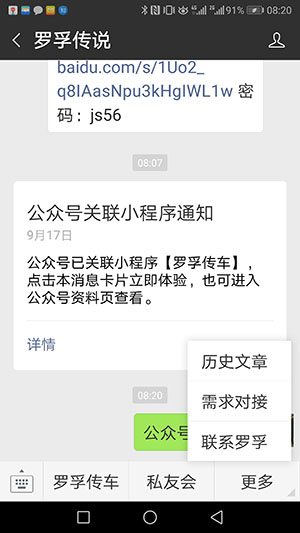 91% 08:20
罗孚传说
baidu.com/s/1Uo2_
q8IAasNpu3kHgIWL1w 密
码：js56
08:07
公众号关联小程序通知
9月17日
公众号已关联小程序【罗孚传车】，
点击本消息卡片立即体验，也可进入
公众号资料页查看。
详情
08:20
公众号
历史文章
需求对接
联系罗孚
罗孚传车 私友会 更多